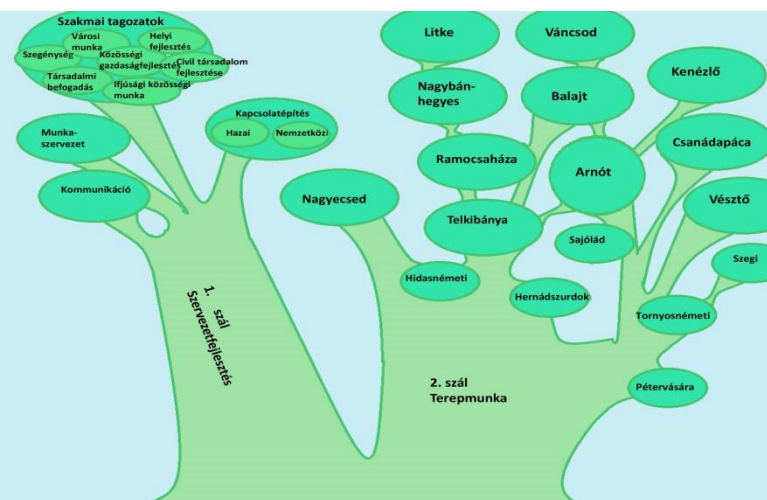 Szakmai tagozatok
Városi
munka
Helyi
fejlesztés
Szegénység
Közösségi
gazdaságfejlesztés
Civil társadalom
fejlesztése
Társadalmi
befogadás
Ifjúsági közösségi
munka
Munka-
szervezet
Kommunikáció
Kapcsolatépítés
Hazai
Nemzetközi
1. szál
Szervezetfejlesztés
Litke
Váncsod
Nagybán-
hegyes
Balajt
Kenézlő
Ramocsaháza
Arnót
Csanádapáca
Nagyecsed
Telkibánya
Sajólád
Vésztő
Szegi
Hidasnémeti
Hernádszurdok
Tornyosnémeti
Pétervására
2. szál
Terepmunka